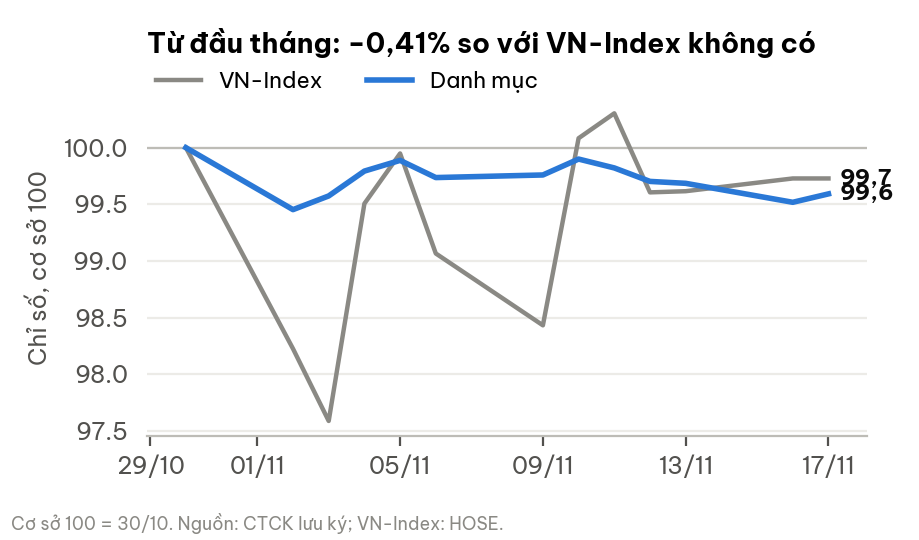 Từ đầu tháng: −0,41% so với VN-Index không có
VN-Index
Danh mục
Chỉ số, cơ sở 100
100.0
99.5
99.0
98.5
98.0
97.5
99,7
99,6
29/10
01/11
05/11
09/11
13/11
17/11
Cơ sở 100 = 30/10. Nguồn: CTCK lưu ký; VN-Index: HOSE.